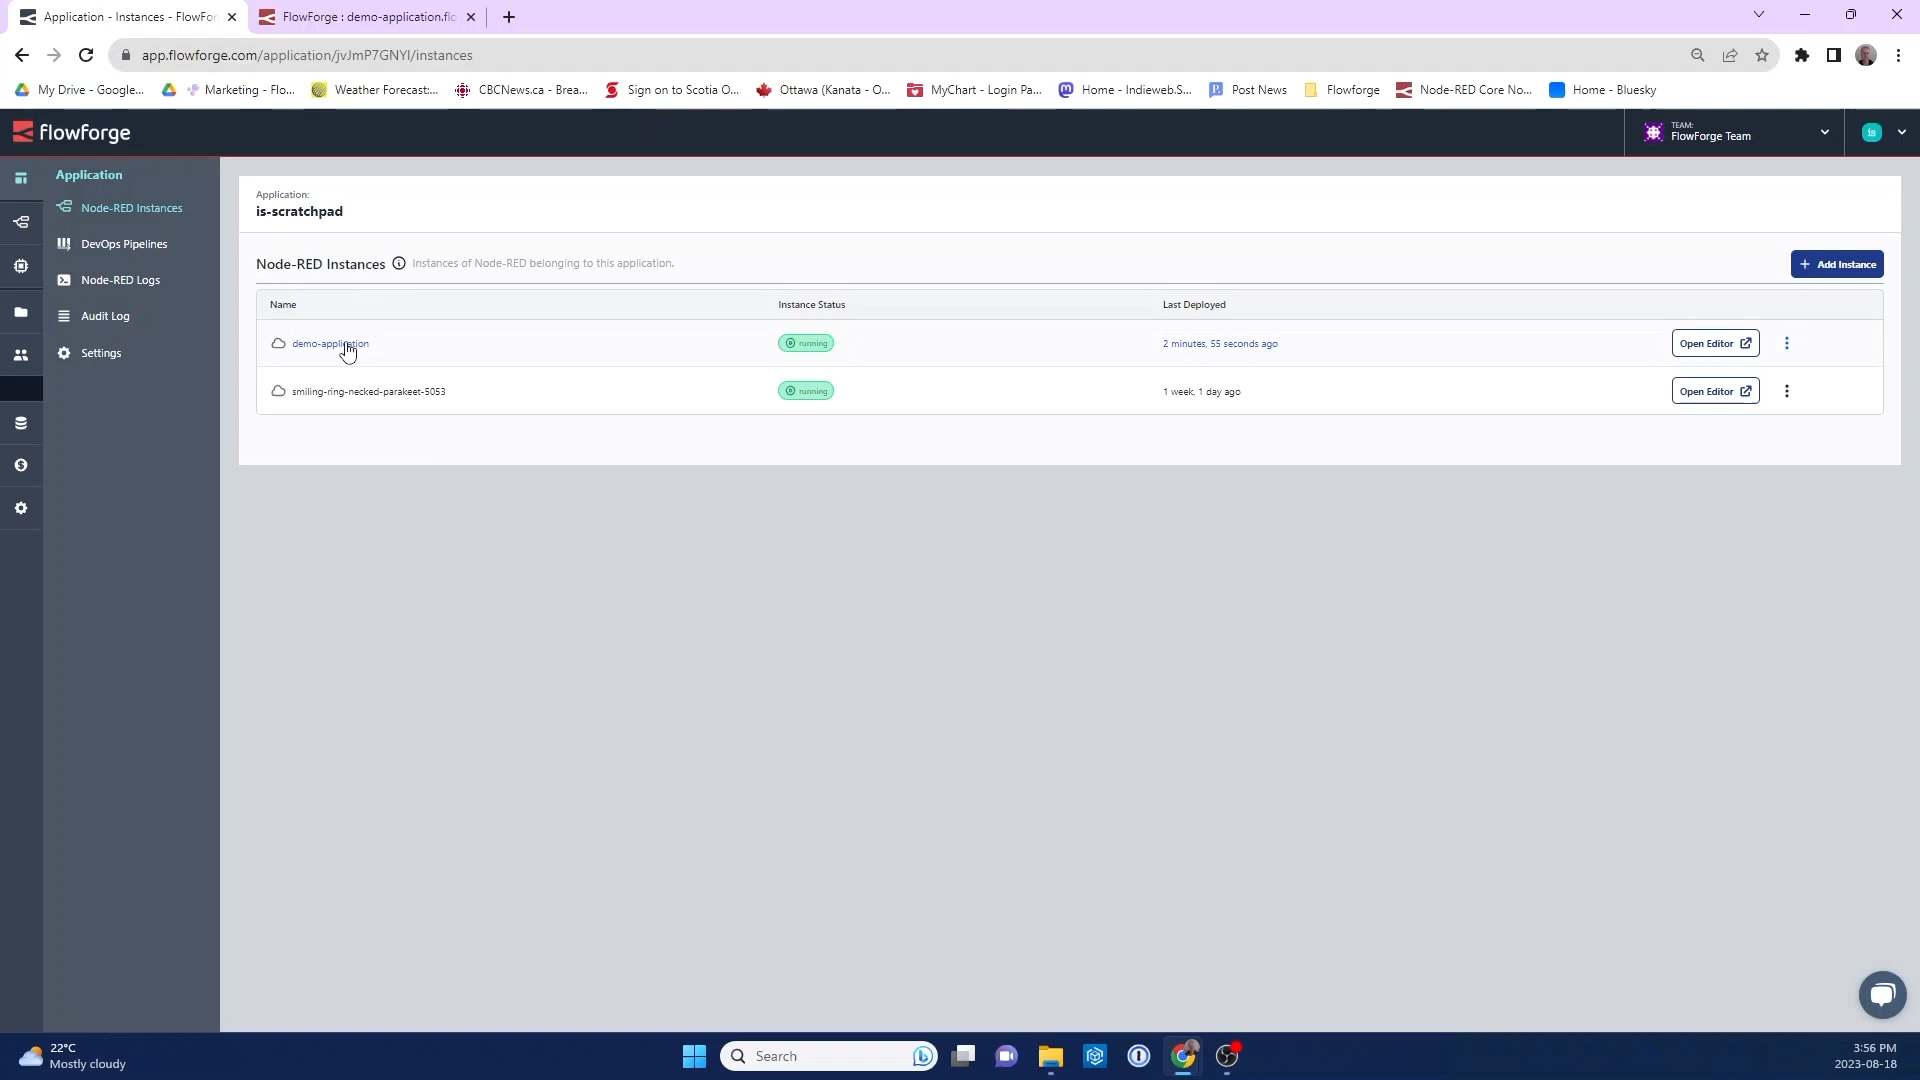 Application - Instances - FlowFor
FlowForge : demo-application.flo
app.flowforge.com/application/jvJmP7GNYl/instances
My Drive - Google...
Marketing - Flo...
Weather Forecast:...
CBCNews.ca - Brea...
Sign on to Scotia O...
Ottawa (Kanata - O...
MyChart - Login Pa...
Home - Indieweb.S...
Post News
Flowforge
Node-RED Core No...
Home - Bluesky
flowforge
TEAM:
FlowForge Team
is
Application
Node-RED Instances
DevOps Pipelines
Node-RED Logs
Audit Log
Settings
Application:
is-scratchpad
Node-RED Instances Instances of Node-RED belonging to this application.
+ Add Instance
Name Instance Status Last Deployed
demo-application running 2 minutes, 55 seconds ago Open Editor
smiling-ring-necked-parakeet-5053 running 1 week, 1 day ago Open Editor
22°C
Mostly cloudy
Search
3:56 PM
2023-08-18